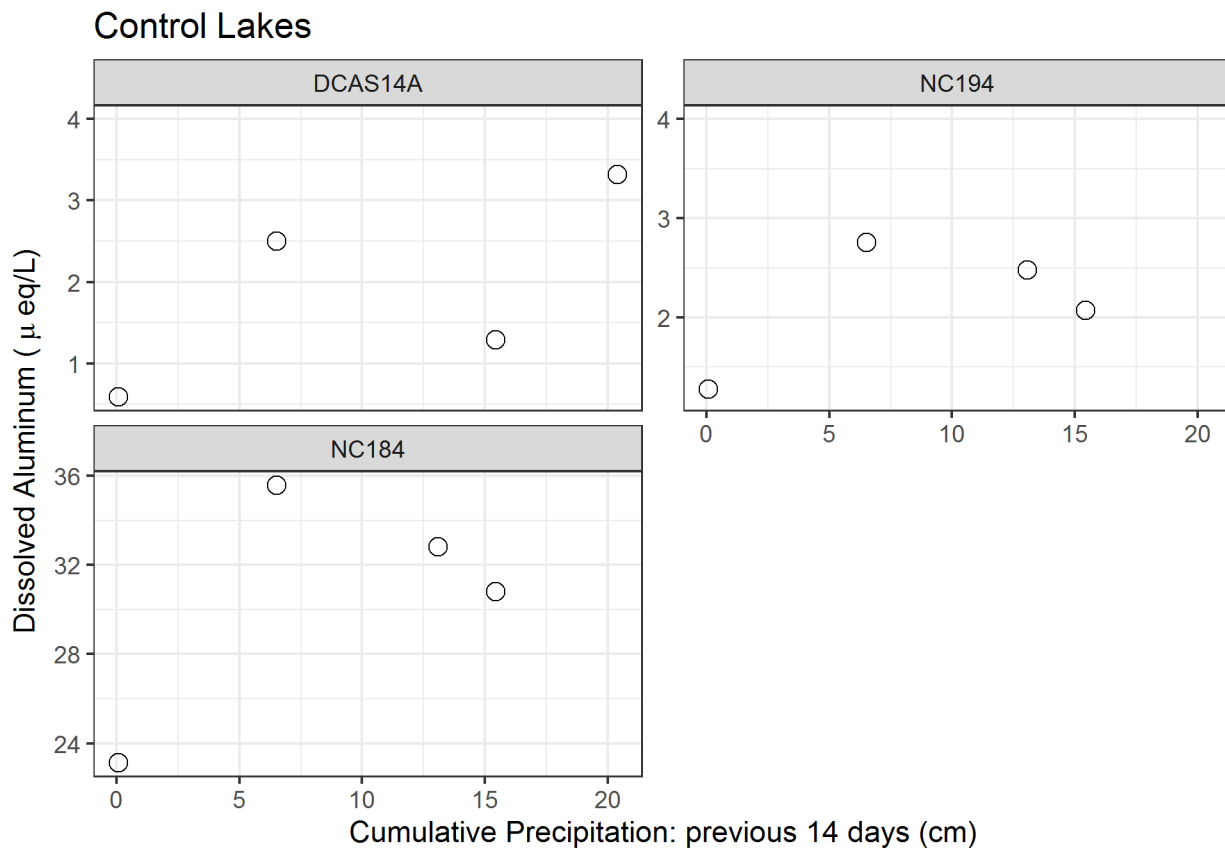 Control Lakes
DCAS14A
NC194
4
3
2
1
4
3
2
0 5 10 15 20
NC184
36
32
28
24
0 5 10 15 20
Dissolved Aluminum ( μ eq/L)
Cumulative Precipitation: previous 14 days (cm)